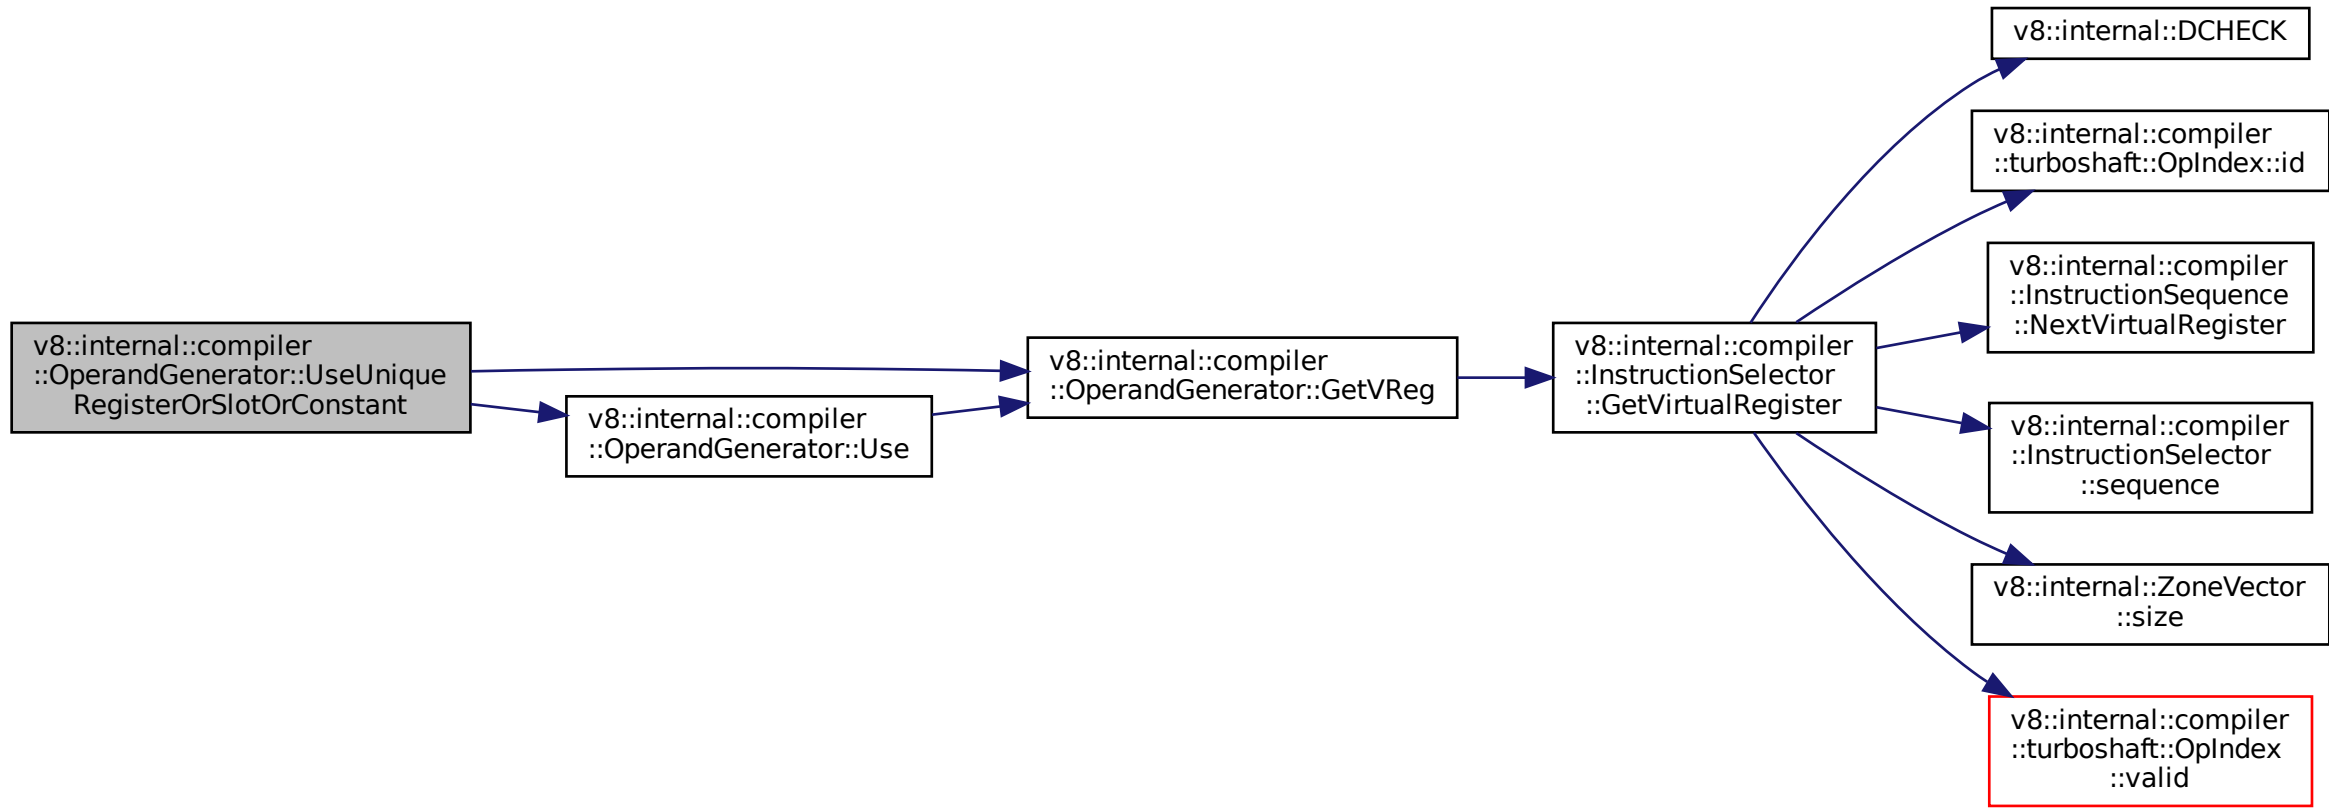 v8::internal::compiler
::OperandGenerator::UseUnique
RegisterOrSlotOrConstant
v8::internal::compiler
::OperandGenerator::Use
v8::internal::compiler
::OperandGenerator::GetVReg
v8::internal::compiler
::InstructionSelector
::GetVirtualRegister
v8::internal::DCHECK
v8::internal::compiler
::turboshaft::OpIndex::id
v8::internal::compiler
::InstructionSequence
::NextVirtualRegister
v8::internal::compiler
::InstructionSelector
::sequence
v8::internal::ZoneVector
::size
v8::internal::compiler
::turboshaft::OpIndex
::valid